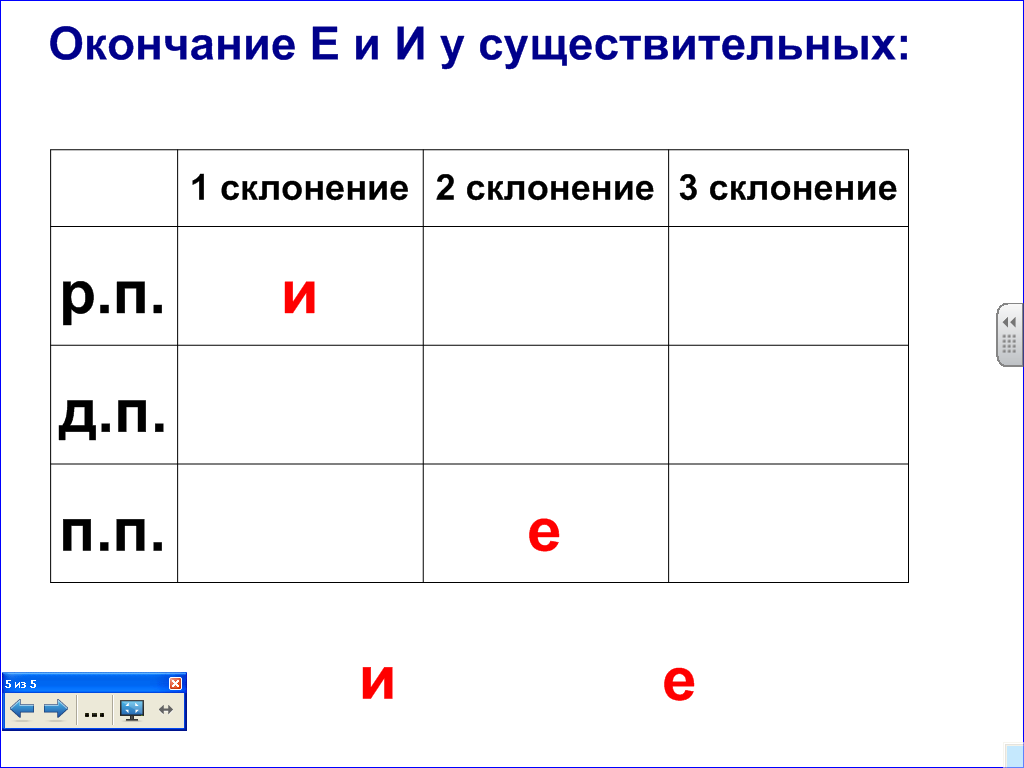 Окончание Е и И у существительных:
1 склонение 2 склонение 3 склонение
р.п. и
д.п.
п.п. е
и е
5 из 5
...